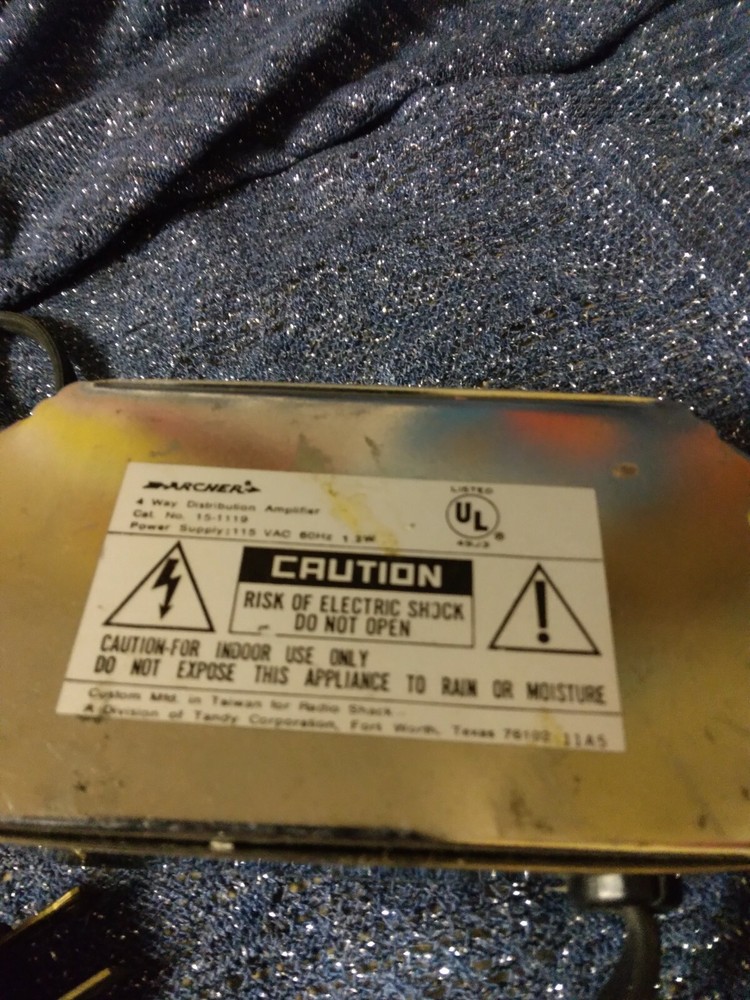 ARCHER®
4 Way Distribution Amplifier
Cat. No. 15-1119
Power Supply: 115 VAC 60Hz 1.2W
LISTED
UL ®
CAUTION
RISK OF ELECTRIC SHOCK
DO NOT OPEN
CAUTION-FOR INDOOR USE ONLY
DO NOT EXPOSE THIS APPLIANCE TO RAIN OR MOISTURE
Custom Mfd. in Taiwan for Radio Shack
A Division of Tandy Corporation, Fort Worth, Texas 76102 11A5